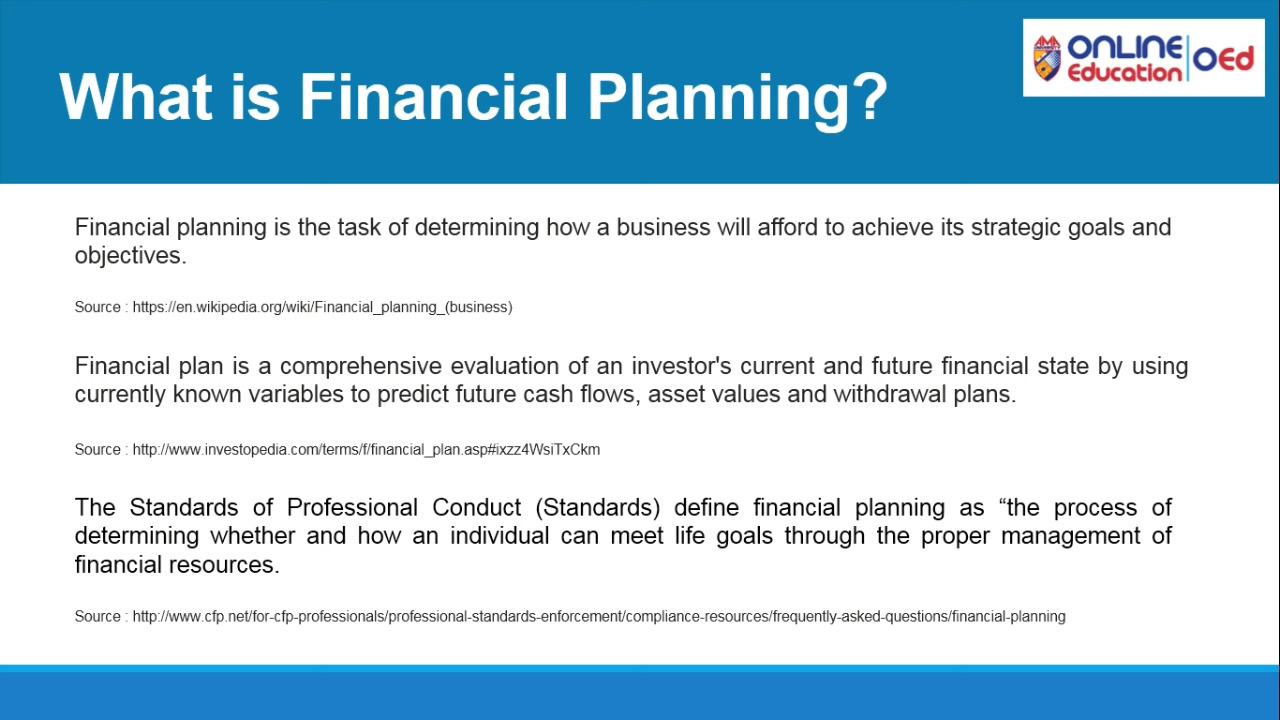 What is Financial Planning?
ONLINE
Education
OEd
Financial planning is the task of determining how a business will afford to achieve its strategic goals and
objectives.
Source : https://en.wikipedia.org/wiki/Financial_planning_(business)
Financial plan is a comprehensive evaluation of an investor's current and future financial state by using
currently known variables to predict future cash flows, asset values and withdrawal plans.
Source : http://www.investopedia.com/terms/f/financial_plan.asp#ixzz4WsiTxCkm
The Standards of Professional Conduct (Standards) define financial planning as “the process of
determining whether and how an individual can meet life goals through the proper management of
financial resources.
Source : http://www.cfp.net/for-cfp-professionals/professional-standards-enforcement/compliance-resources/frequently-asked-questions/financial-planning